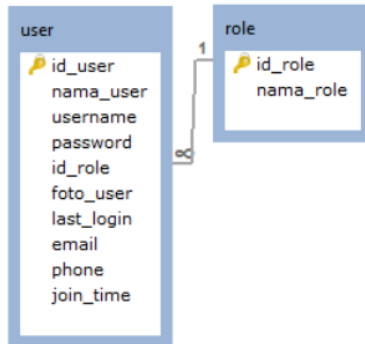 user
id_user
nama_user
username
password
id_role
foto_user
last_login
email
phone
join_time
1
∞
role
id_role
nama_role